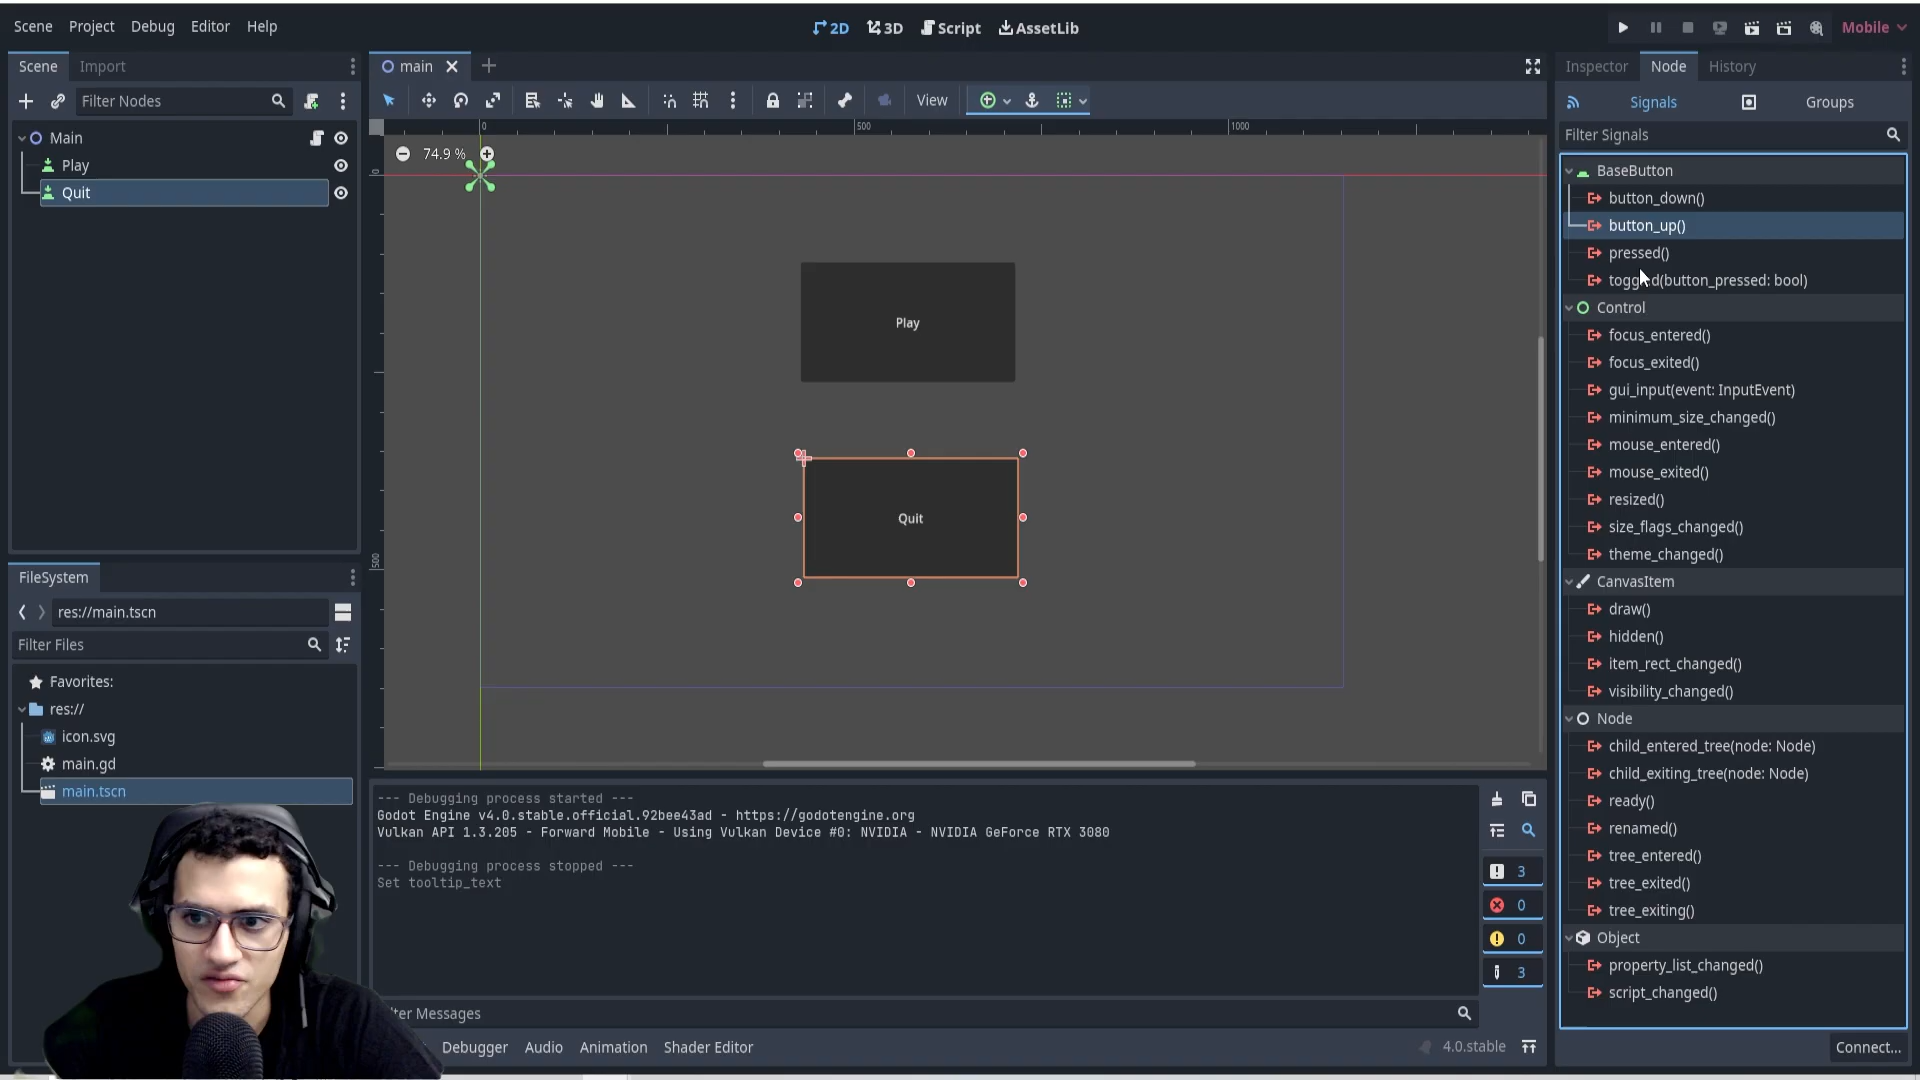 Scene Project Debug Editor Help
2D 3D Script AssetLib
Mobile
Scene Import
Filter Nodes
Main
Play
Quit
FileSystem
res://main.tscn
Filter Files
Favorites:
res://
icon.svg
main.gd
main.tscn
main
View
0 500 1000
0
500
74.9 %
Play
Quit
--- Debugging process started ---
Godot Engine v4.0.stable.official.92bee43ad - https://godotengine.org
Vulkan API 1.3.205 - Forward Mobile - Using Vulkan Device #0: NVIDIA - NVIDIA GeForce RTX 3080
--- Debugging process stopped ---
Set tooltip_text
3
0
0
3
Messages
Debugger Audio Animation Shader Editor
4.0.stable
Inspector Node History
Signals Groups
Filter Signals
BaseButton
button_down()
button_up()
pressed()
(button_pressed: bool)
Control
focus_entered()
focus_exited()
gui_input(event: InputEvent)
minimum_size_changed()
mouse_entered()
mouse_exited()
resized()
size_flags_changed()
theme_changed()
CanvasItem
draw()
hidden()
item_rect_changed()
visibility_changed()
Node
child_entered_tree(node: Node)
child_exiting_tree(node: Node)
ready()
renamed()
tree_entered()
tree_exited()
tree_exiting()
Object
property_list_changed()
script_changed()
Connect...